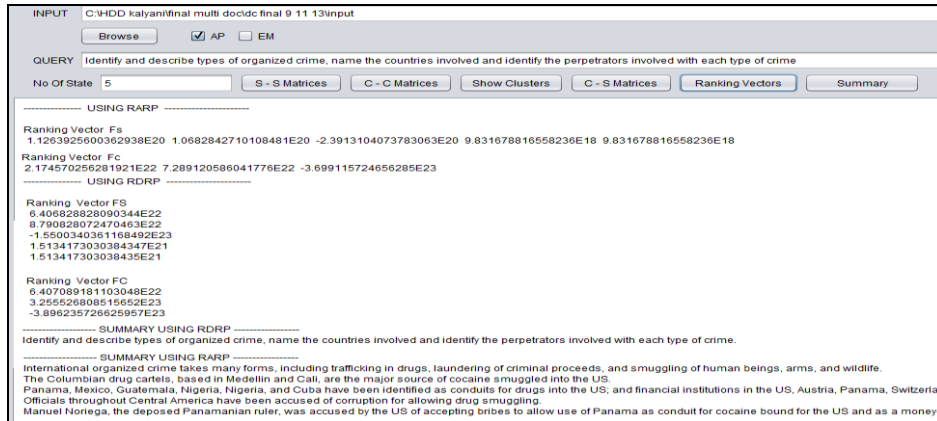 INPUT C:\HDD kalyani\final multi doc\dc final 9 11 13\input
Browse AP EM
QUERY Identify and describe types of organized crime, name the countries involved and identify the perpetrators involved with each type of crime
No Of State 5 S - S Matrices C - C Matrices Show Clusters C - S Matrices Ranking Vectors Summary
--------------- USING RARP ----------------------
Ranking Vector Fs
1.1263925600362938E20 1.0682842710108481E20 -2.3913104073783063E20 9.831678816558236E18 9.831678816558236E18
Ranking Vector Fc
2.174570256281921E22 7.289120586041776E22 -3.699115724656285E23
--------------- USING RDRP ----------------------
Ranking Vector FS
6.406828828090344E22
8.790828072470463E22
-1.5500340361168492E23
1.5134173030384347E21
1.513417303038435E21
Ranking Vector FC
6.407089181103048E22
3.255526808515652E23
-3.896235726625957E23
------------------- SUMMARY USING RDRP -----------------
Identify and describe types of organized crime, name the countries involved and identify the perpetrators involved with each type of crime.
------------------- SUMMARY USING RARP -----------------
International organized crime takes many forms, including trafficking in drugs, laundering of criminal proceeds, and smuggling of human beings, arms, and wildlife.
The Columbian drug cartels, based in Medellin and Cali, are the major source of cocaine smuggled into the US.
Panama, Mexico, Guatemala, Nigeria, Nigeria, and Cuba have been identified as conduits for drugs into the US; and financial institutions in the US, Austria, Panama, Switzerla
Officials throughout Central America have been accused of corruption for allowing drug smuggling.
Manuel Noriega, the deposed Panamanian ruler, was accused by the US of accepting bribes to allow use of Panama as conduit for cocaine bound for the US and as a money